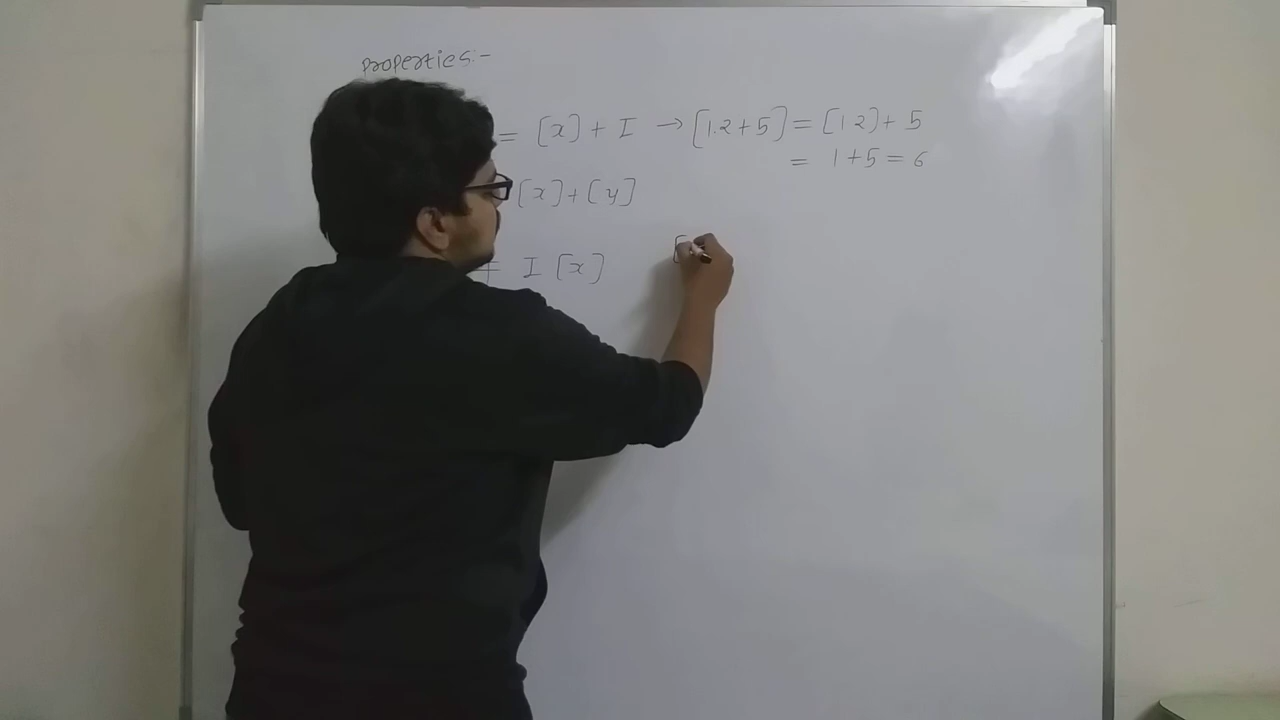 properties:-
= [x] + I → [1.2 + 5] = [1.2] + 5
= 1 + 5 = 6
[x] + [y]
≠ I [x] [